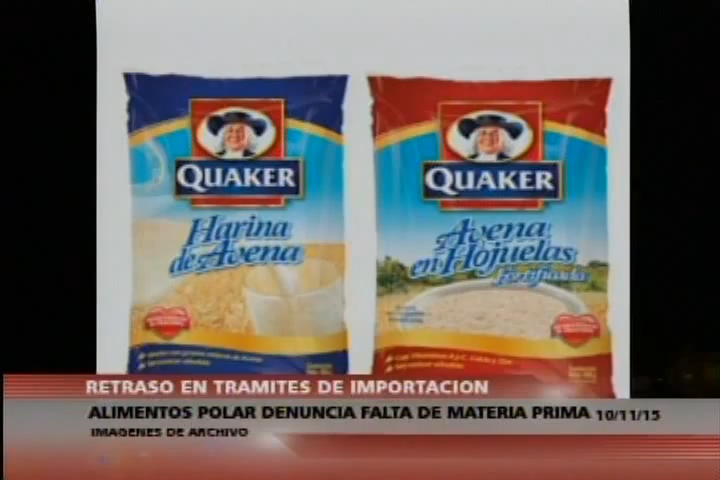 QUAKER
Harina
de Avena
QUAKER
Avena
en Hojuelas
Fortificada
RETRASO EN TRAMITES DE IMPORTACION
ALIMENTOS POLAR DENUNCIA FALTA DE MATERIA PRIMA 10/11/15
IMAGENES DE ARCHIVO